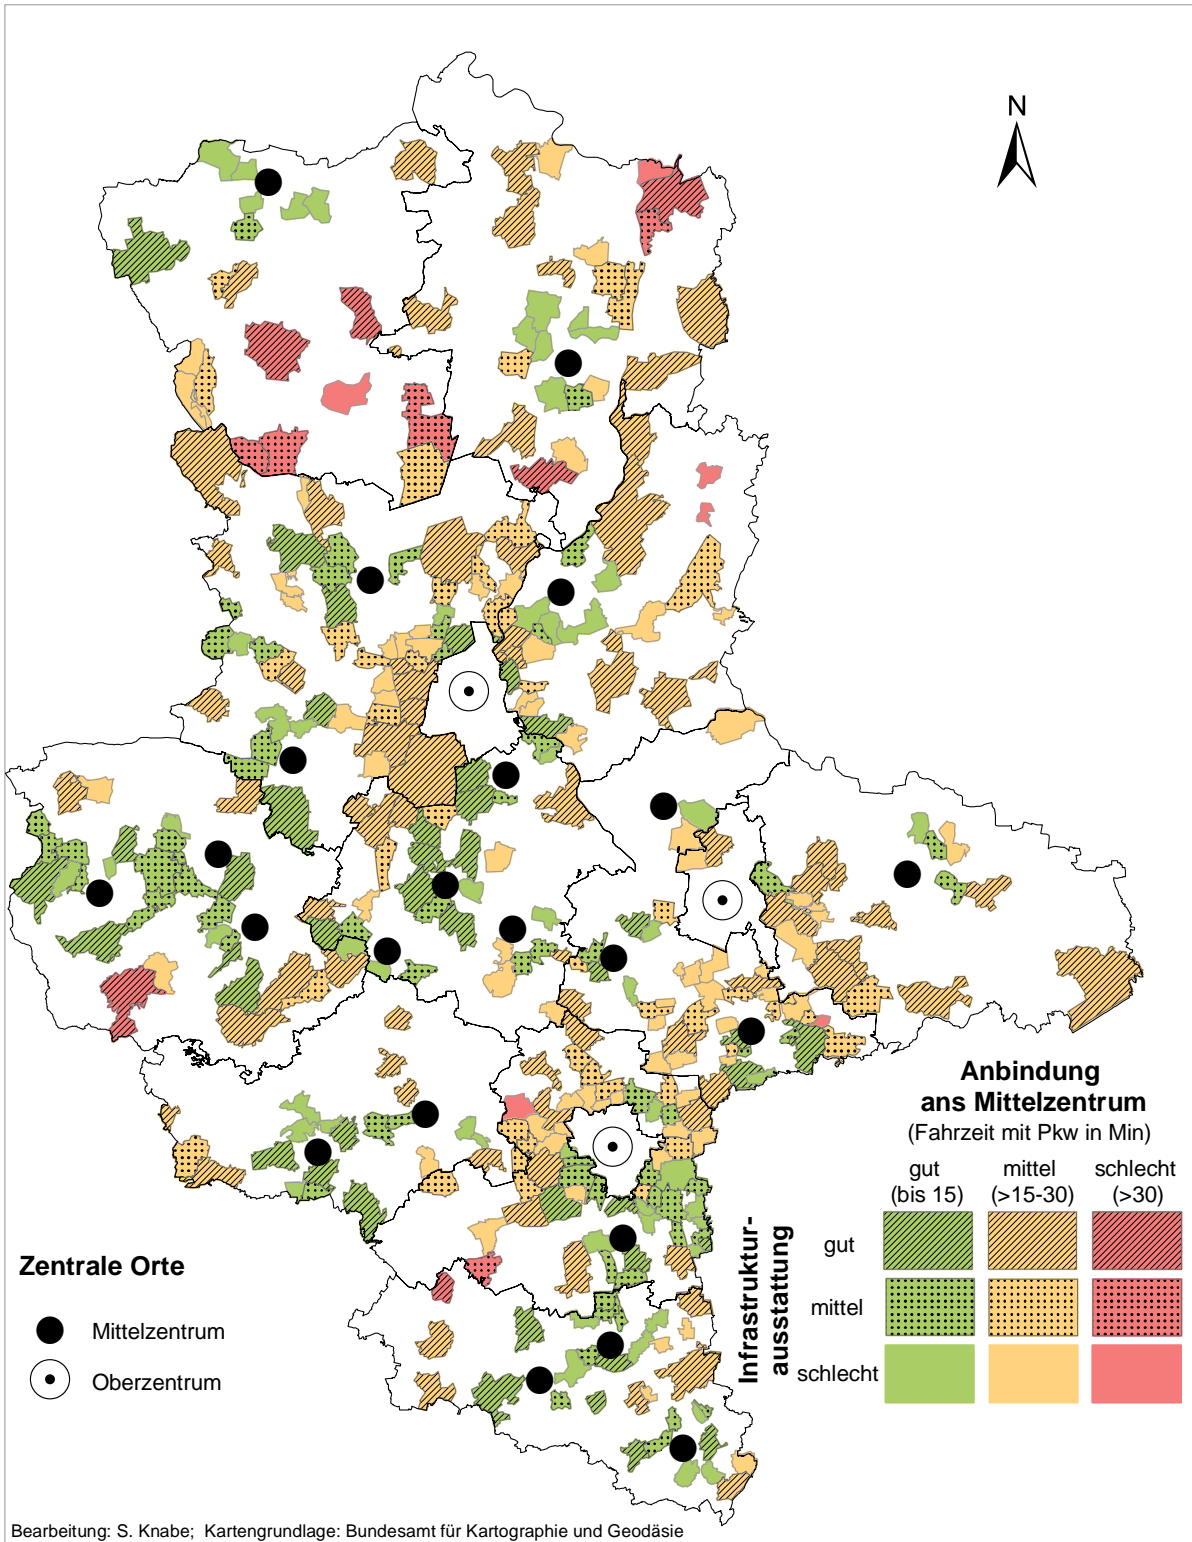 N
Anbindung
ans Mittelzentrum
(Fahrzeit mit Pkw in Min)
gut
(bis 15)
mittel
(>15-30)
schlecht
(>30)
Infrastruktur-
ausstattung
gut
mittel
schlecht
Zentrale Orte
Mittelzentrum
Oberzentrum
Bearbeitung: S. Knabe; Kartengrundlage: Bundesamt für Kartographie und Geodäsie